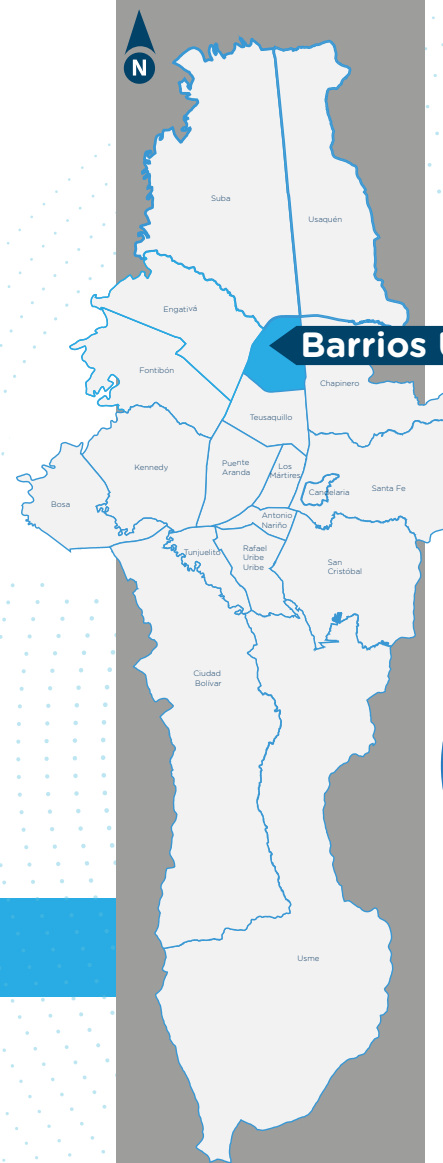 N
Suba
Usaquén
Engativá
Barrios U
Fontibón
Chapinero
Teusaquillo
Kennedy
Puente
Aranda
Los
Mártires
Candelaria
Santa Fe
Bosa
Antonio
Nariño
Tunjuelito
Rafael
Uribe
Uribe
San
Cristóbal
Ciudad
Bolívar
Usme